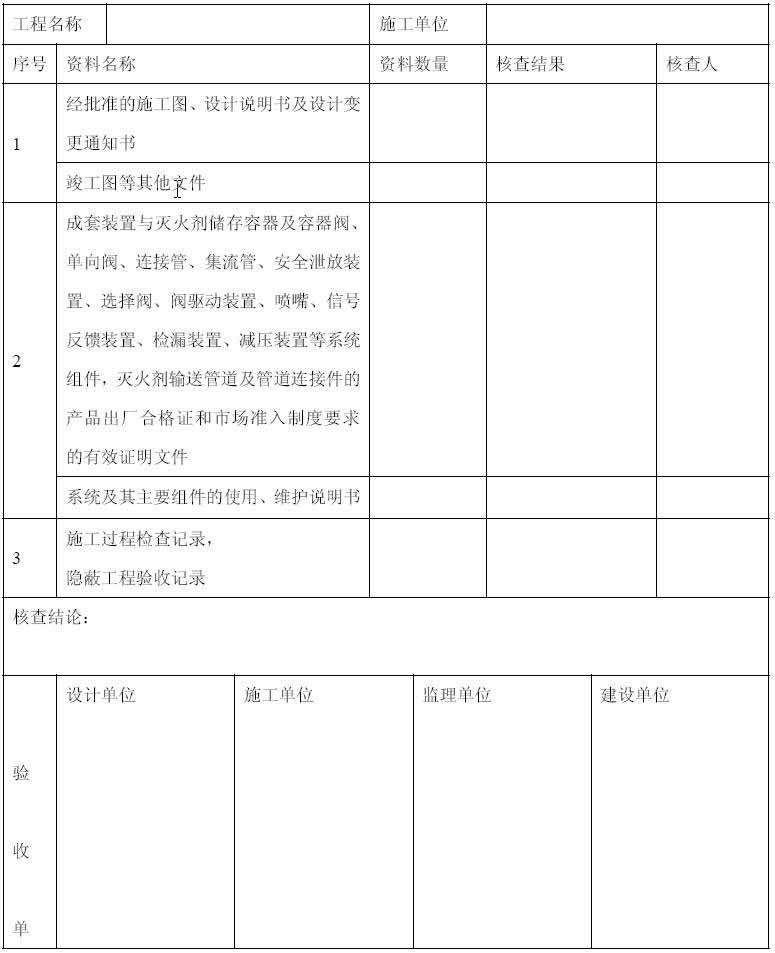 工程名称 施工单位
序号 资料名称 资料数量 核查结果 核查人
1
经批准的施工图、设计说明书及设计变
更通知书
竣工图等其他文件
2
成套装置与灭火剂储存容器及容器阀、
单向阀、连接管、集流管、安全泄放装
置、选择阀、阀驱动装置、喷嘴、信号
反馈装置、检漏装置、减压装置等系统
组件，灭火剂输送管道及管道连接件的
产品出厂合格证和市场准入制度要求
的有效证明文件
系统及其主要组件的使用、维护说明书
3
施工过程检查记录，
隐蔽工程验收记录
核查结论：
设计单位 施工单位 监理单位 建设单位
验
收
单